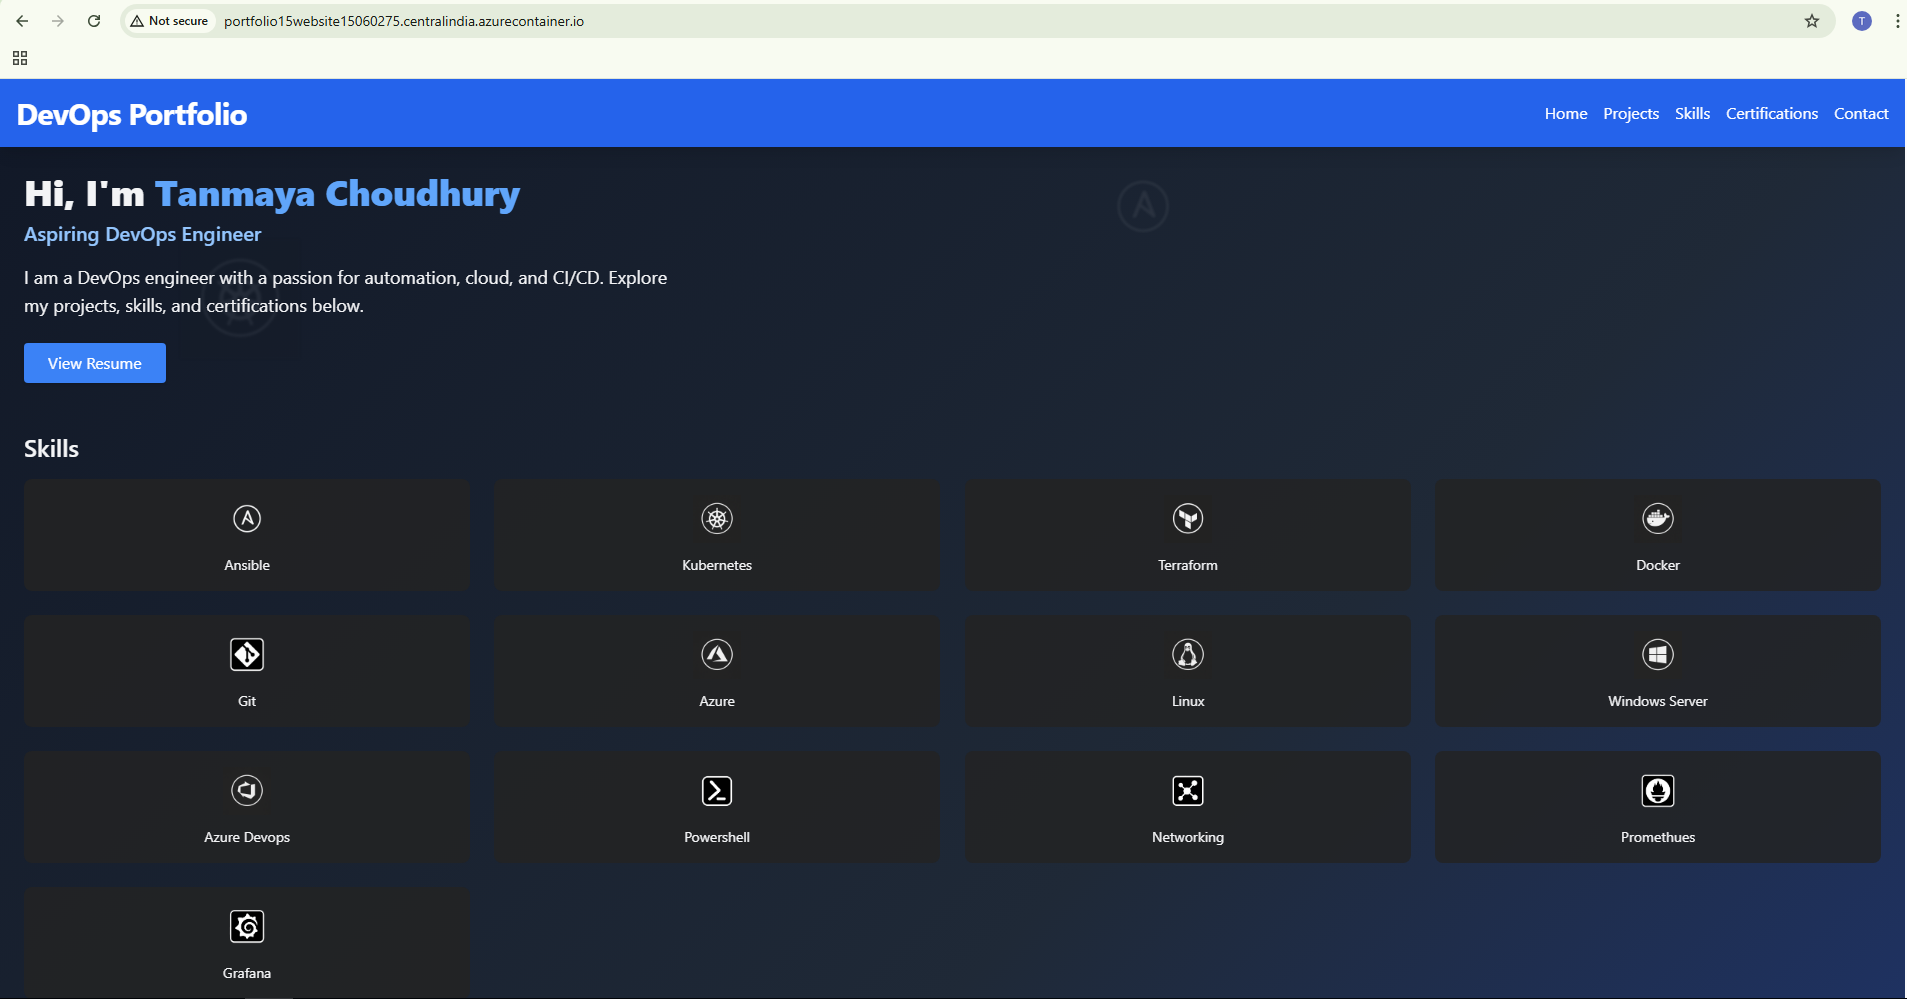 Not secure
portfolio15website15060275.centralindia.azurecontainer.io
T
DevOps Portfolio
Home Projects Skills Certifications Contact
Hi, I'm Tanmaya Choudhury
Aspiring DevOps Engineer
I am a DevOps engineer with a passion for automation, cloud, and CI/CD. Explore
my projects, skills, and certifications below.
View Resume
Skills
Ansible Kubernetes Terraform Docker
Git Azure Linux Windows Server
Azure Devops Powershell Networking Promethues
Grafana